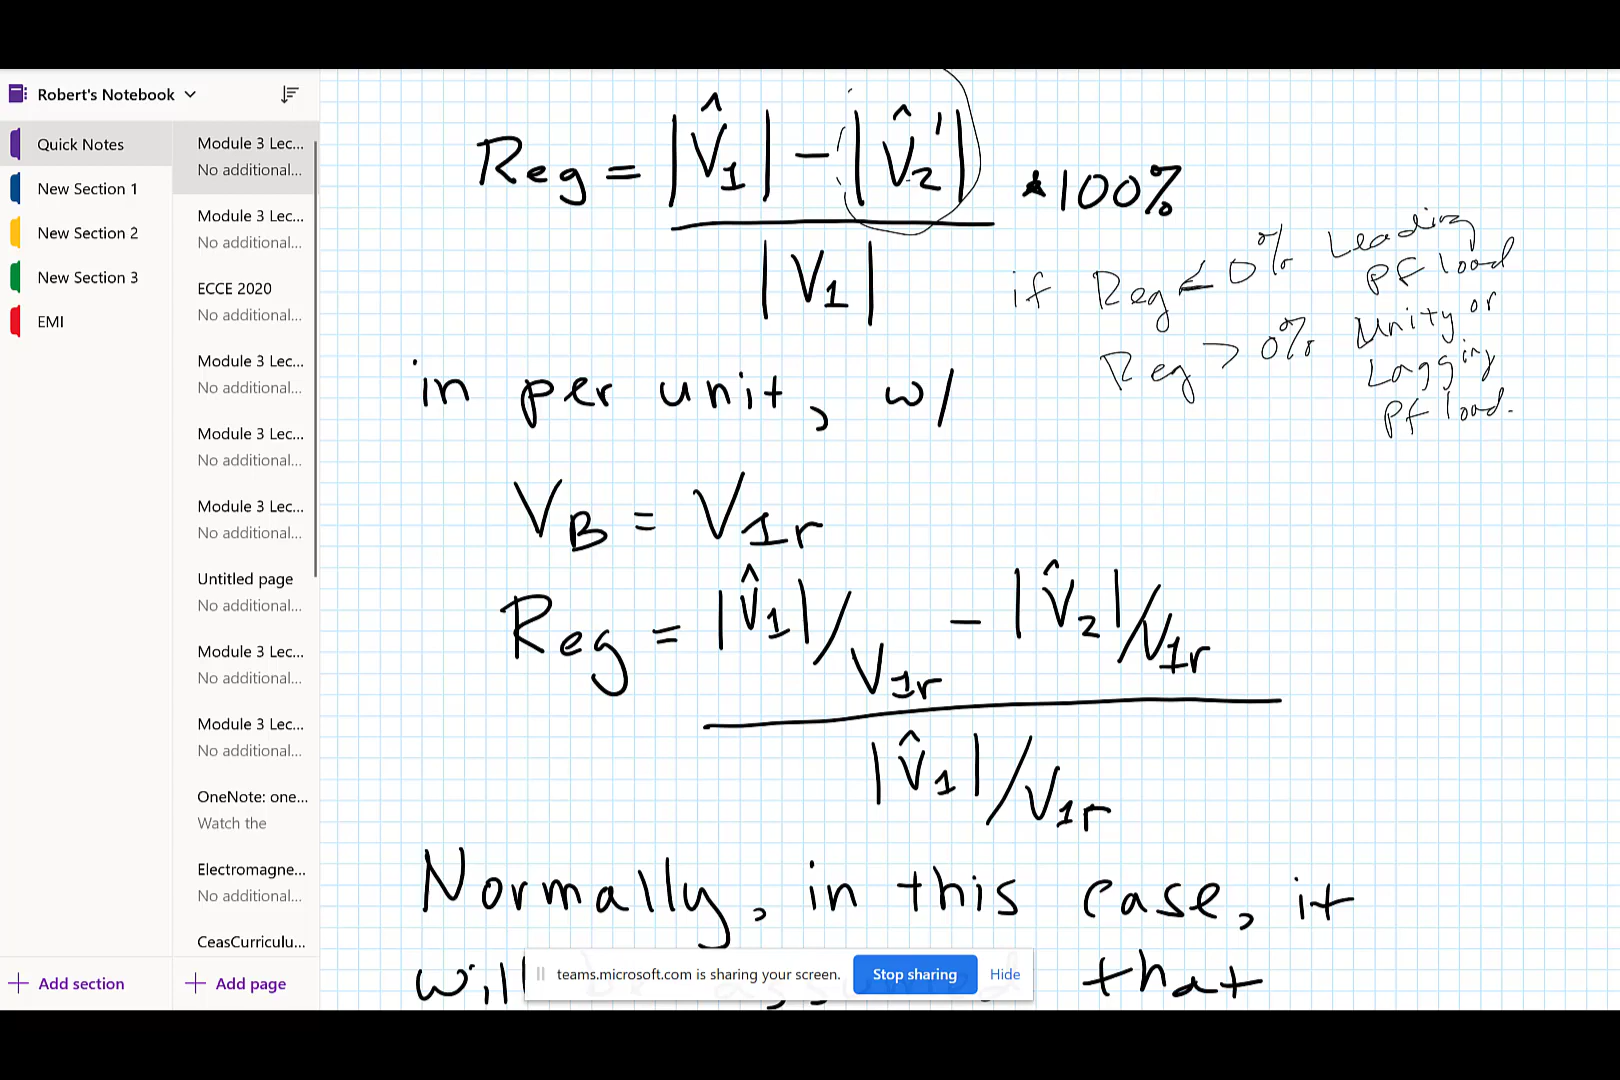 Robert's Notebook
Quick Notes
New Section 1
New Section 2
New Section 3
EMI
Add section
Module 3 Lec...
No additional...
Module 3 Lec...
No additional...
ECCE 2020
No additional...
Module 3 Lec...
No additional...
Module 3 Lec...
No additional...
Module 3 Lec...
No additional...
Untitled page
No additional...
Module 3 Lec...
No additional...
Module 3 Lec...
No additional...
OneNote: one...
Watch the
Electromagne...
No additional...
CeasCurriculu...
Add page
Reg = (|V̂₁| − |V̂₂'|) / |V₁| * 100%
if Reg < 0% Leading
PF load
Reg > 0% Unity or
Lagging
PF load.
in per unit, w/
V_B = V_1r
Reg = (|V̂₁|/V_1r − |V̂₂|/V_1r) / (|V̂₁|/V_1r)
Normally, in this case, it
will that
teams.microsoft.com is sharing your screen.
Stop sharing
Hide